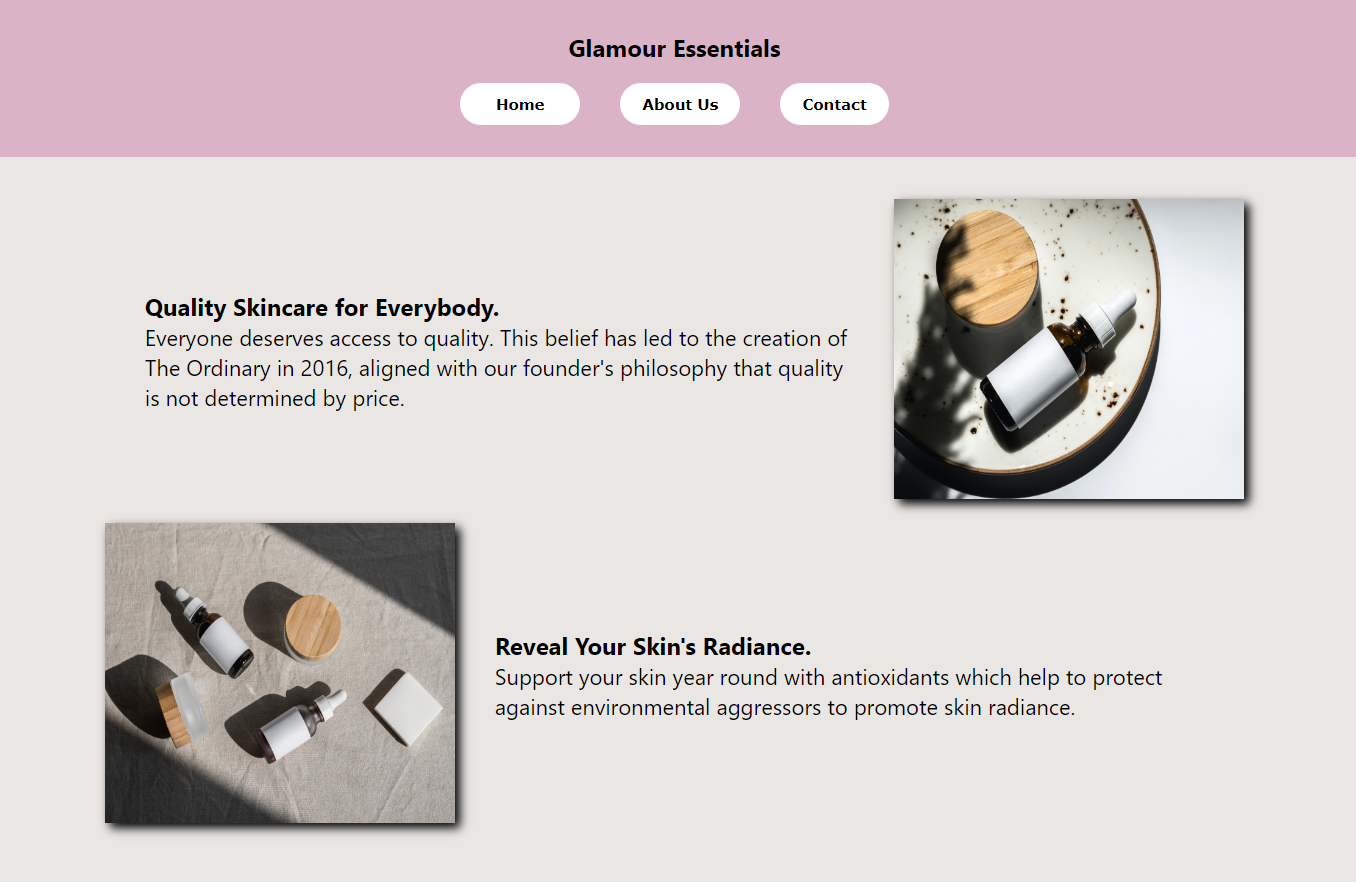 Glamour Essentials
Home About Us Contact
Quality Skincare for Everybody.
Everyone deserves access to quality. This belief has led to the creation of
The Ordinary in 2016, aligned with our founder's philosophy that quality
is not determined by price.
Reveal Your Skin's Radiance.
Support your skin year round with antioxidants which help to protect
against environmental aggressors to promote skin radiance.